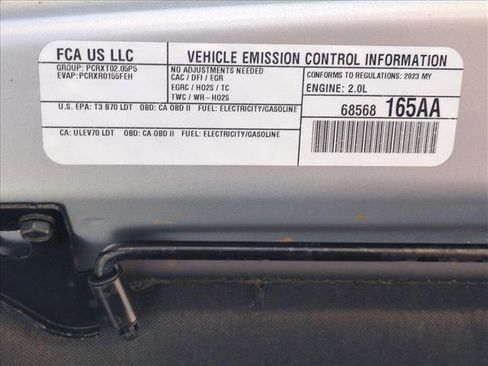 FCA US LLC
GROUP: PCRXT02.05P5
EVAP: PCRXR0155FEH
VEHICLE EMISSION CONTROL INFORMATION
NO ADJUSTMENTS NEEDED
CAC / DFI / EGR
EGRC / HO2S / TC
TWC / WR-HO2S
CONFORMS TO REGULATIONS: 2023 MY
ENGINE: 2.0L
U.S. EPA: T3 B70 LDT OBD: CA OBD II FUEL: ELECTRICITY/GASOLINE
68568 165AA
CA: ULEV70 LDT OBD: CA OBD II FUEL: ELECTRICITY/GASOLINE